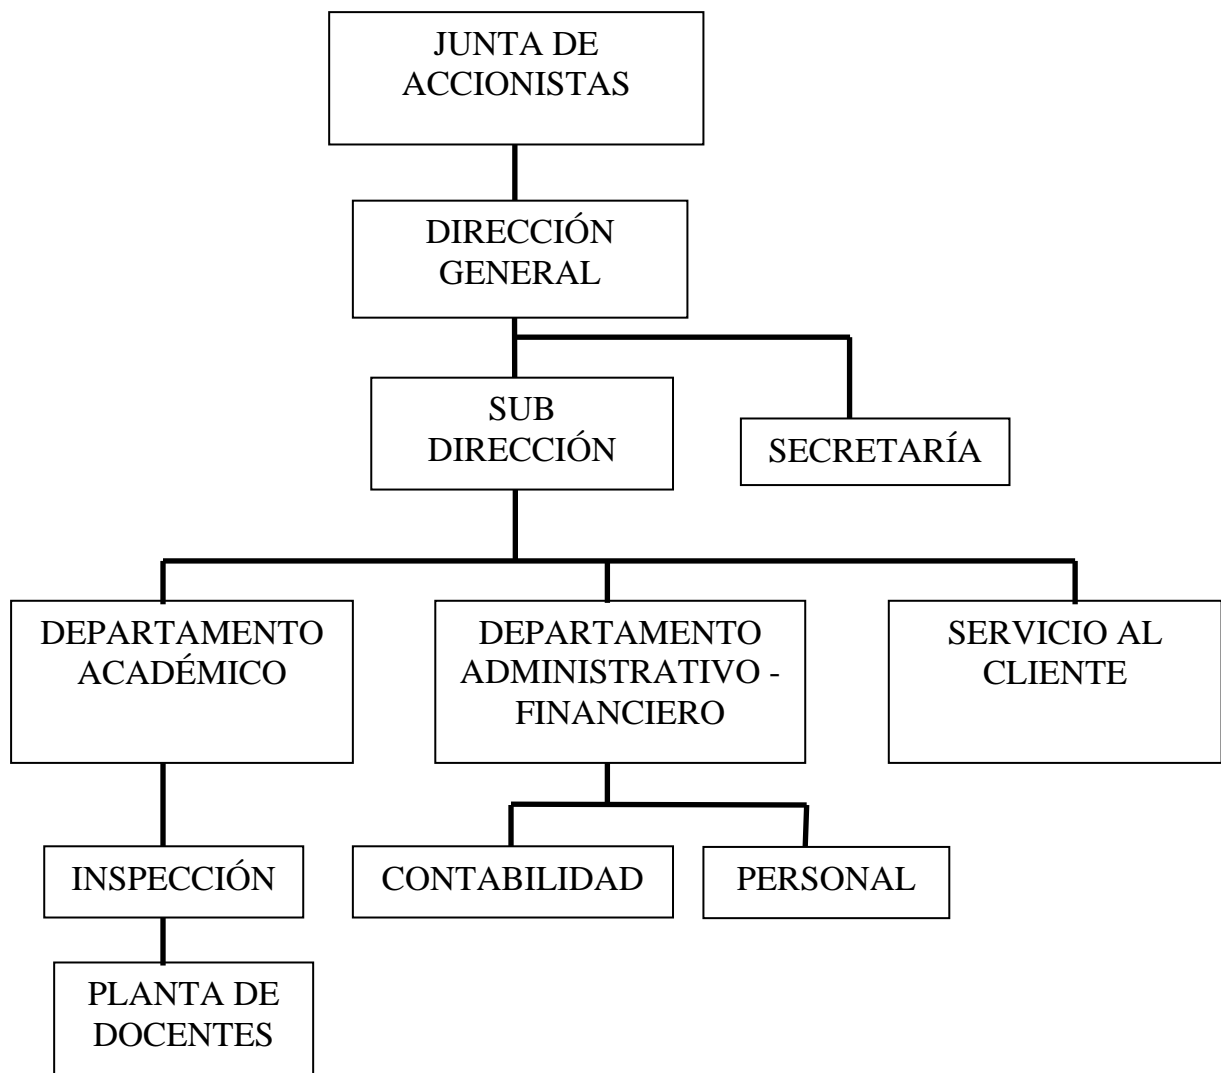 JUNTA DE
ACCIONISTAS
DIRECCIÓN
GENERAL
SUB
DIRECCIÓN
SECRETARÍA
DEPARTAMENTO
ACADÉMICO
DEPARTAMENTO
ADMINISTRATIVO -
FINANCIERO
SERVICIO AL
CLIENTE
INSPECCIÓN
CONTABILIDAD
PERSONAL
PLANTA DE
DOCENTES